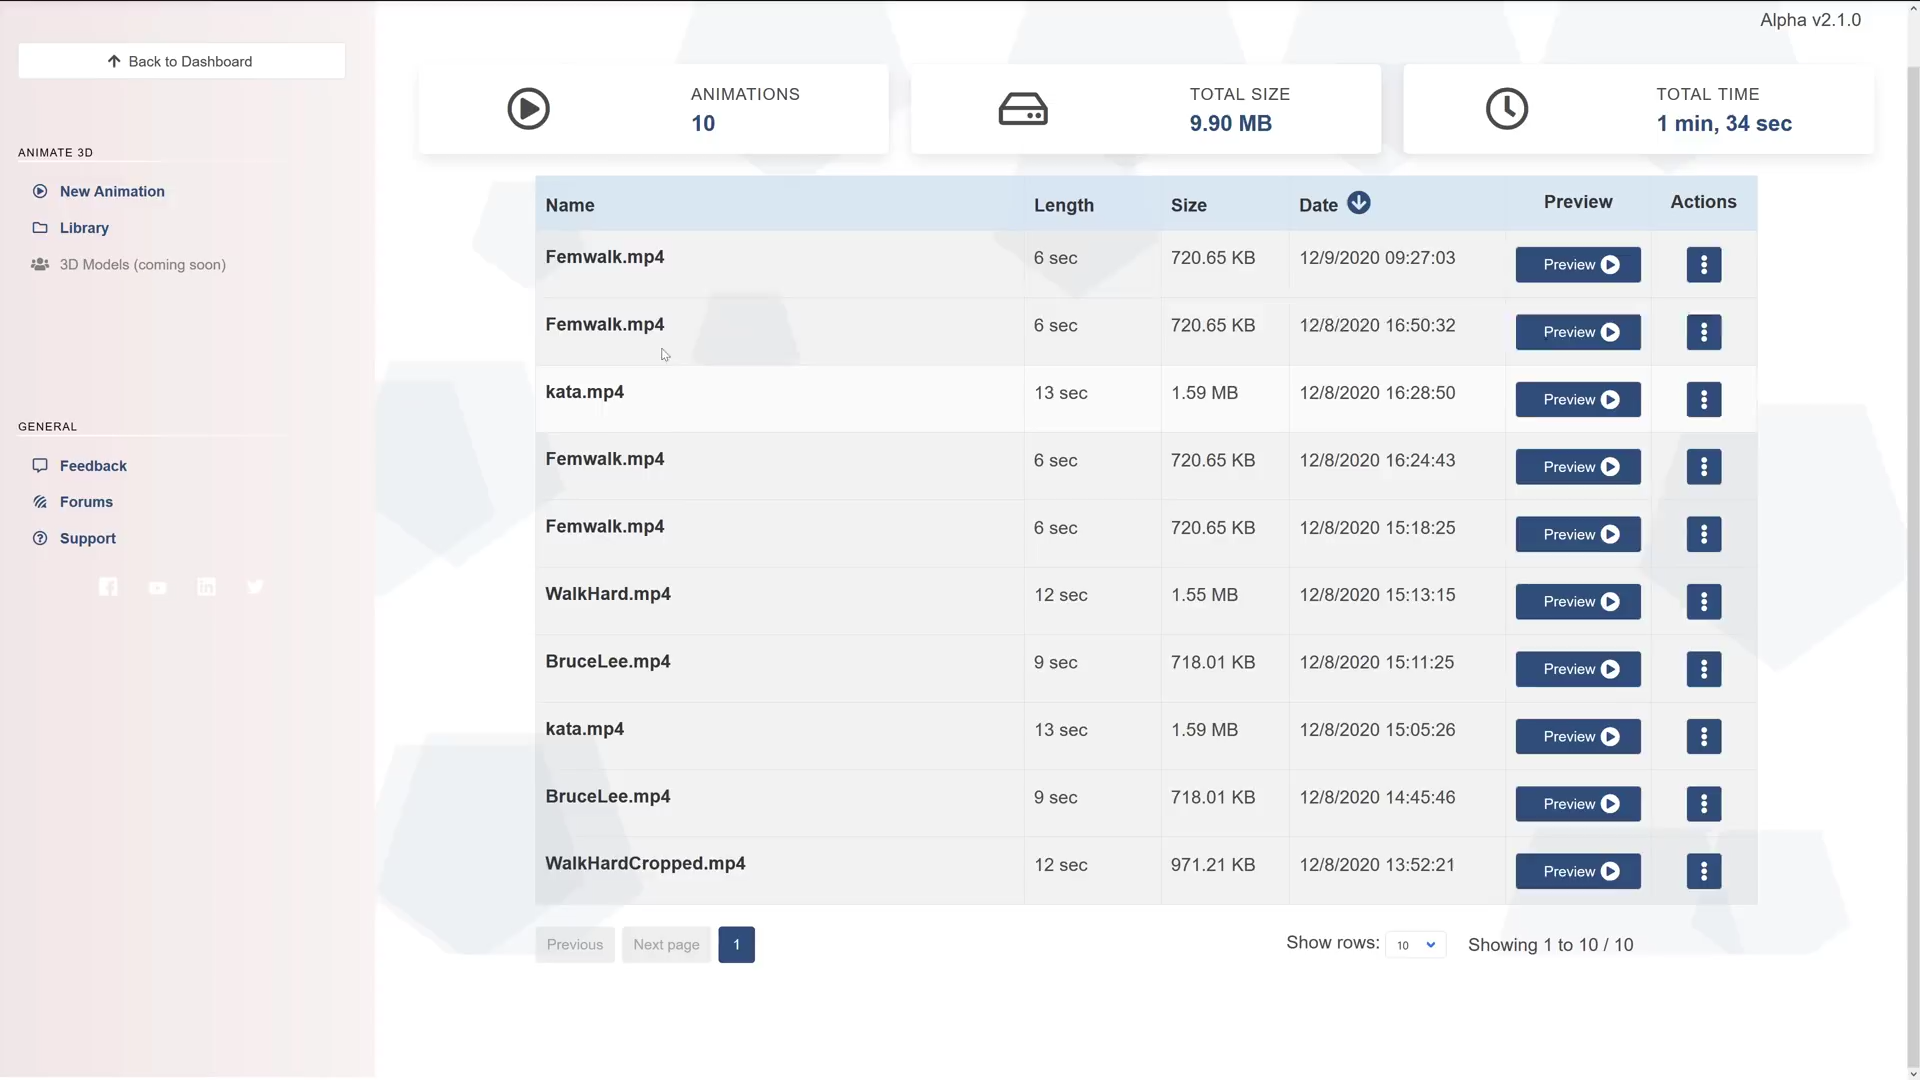 Alpha v2.1.0
Back to Dashboard
ANIMATIONS
10
TOTAL SIZE
9.90 MB
TOTAL TIME
1 min, 34 sec
ANIMATE 3D
New Animation
Library
3D Models (coming soon)
GENERAL
Feedback
Forums
Support
Name Length Size Date Preview Actions
Femwalk.mp4 6 sec 720.65 KB 12/9/2020 09:27:03 Preview
Femwalk.mp4 6 sec 720.65 KB 12/8/2020 16:50:32 Preview
kata.mp4 13 sec 1.59 MB 12/8/2020 16:28:50 Preview
Femwalk.mp4 6 sec 720.65 KB 12/8/2020 16:24:43 Preview
Femwalk.mp4 6 sec 720.65 KB 12/8/2020 15:18:25 Preview
WalkHard.mp4 12 sec 1.55 MB 12/8/2020 15:13:15 Preview
BruceLee.mp4 9 sec 718.01 KB 12/8/2020 15:11:25 Preview
kata.mp4 13 sec 1.59 MB 12/8/2020 15:05:26 Preview
BruceLee.mp4 9 sec 718.01 KB 12/8/2020 14:45:46 Preview
WalkHardCropped.mp4 12 sec 971.21 KB 12/8/2020 13:52:21 Preview
Previous Next page 1 Show rows: 10 Showing 1 to 10 / 10